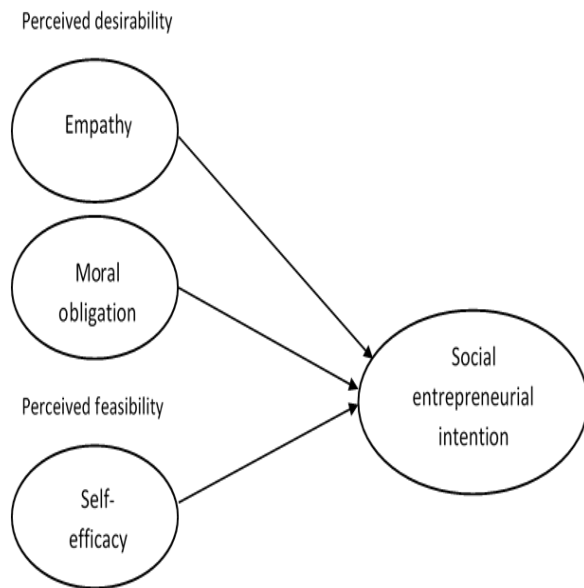 Perceived desirability
Empathy
Moral
obligation
Perceived feasibility
Self-
efficacy
Social
entrepreneurial
intention